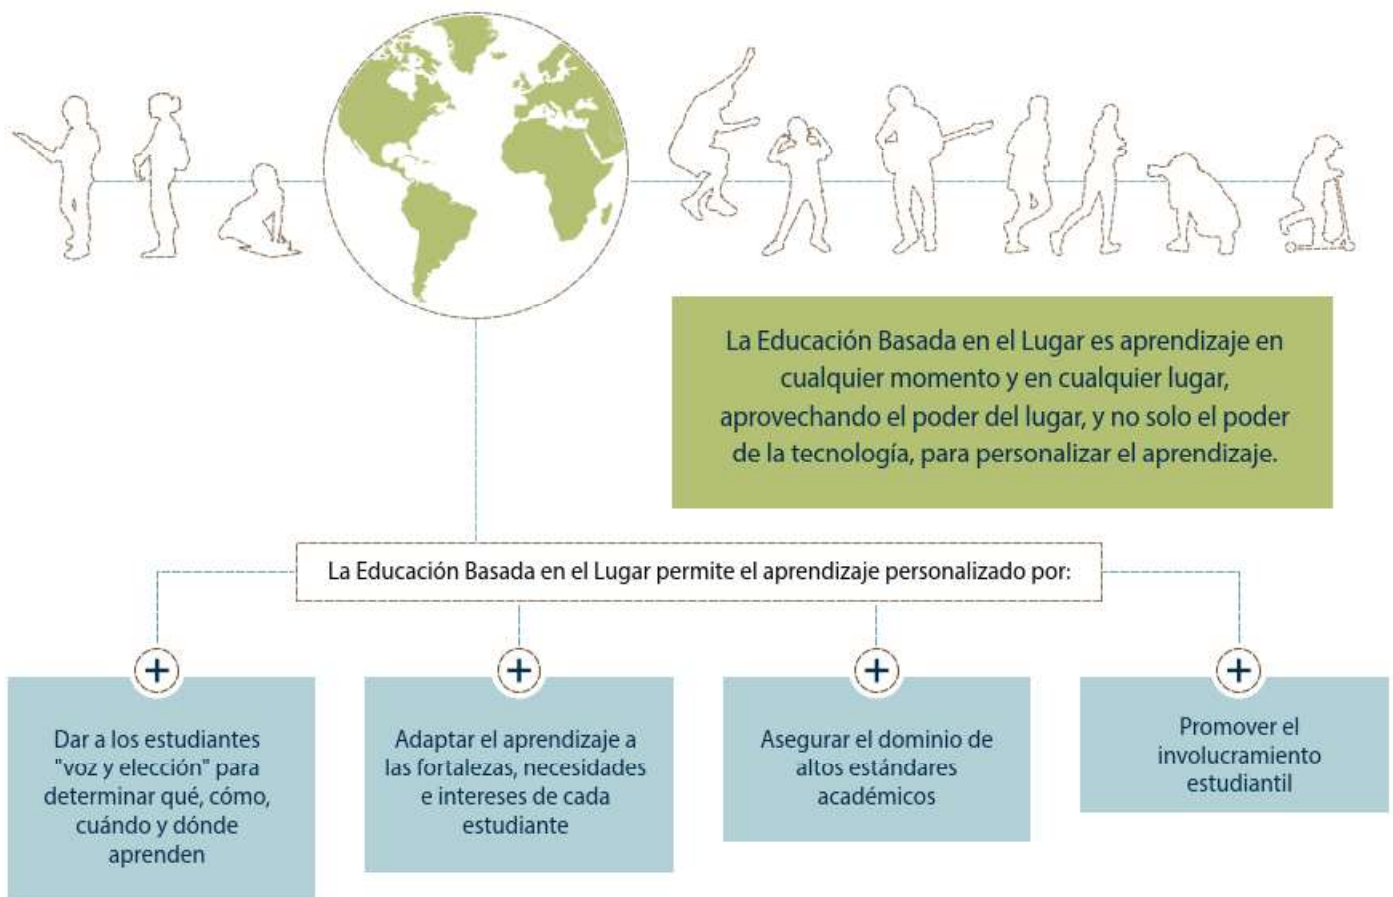 La Educación Basada en el Lugar es aprendizaje en
cualquier momento y en cualquier lugar,
aprovechando el poder del lugar, y no solo el poder
de la tecnología, para personalizar el aprendizaje.
La Educación Basada en el Lugar permite el aprendizaje personalizado por:
Dar a los estudiantes
"voz y elección" para
determinar qué, cómo,
cuándo y dónde
aprenden
Adaptar el aprendizaje a
las fortalezas, necesidades
e intereses de cada
estudiante
Asegurar el dominio de
altos estándares
académicos
Promover el
involucramiento
estudiantil